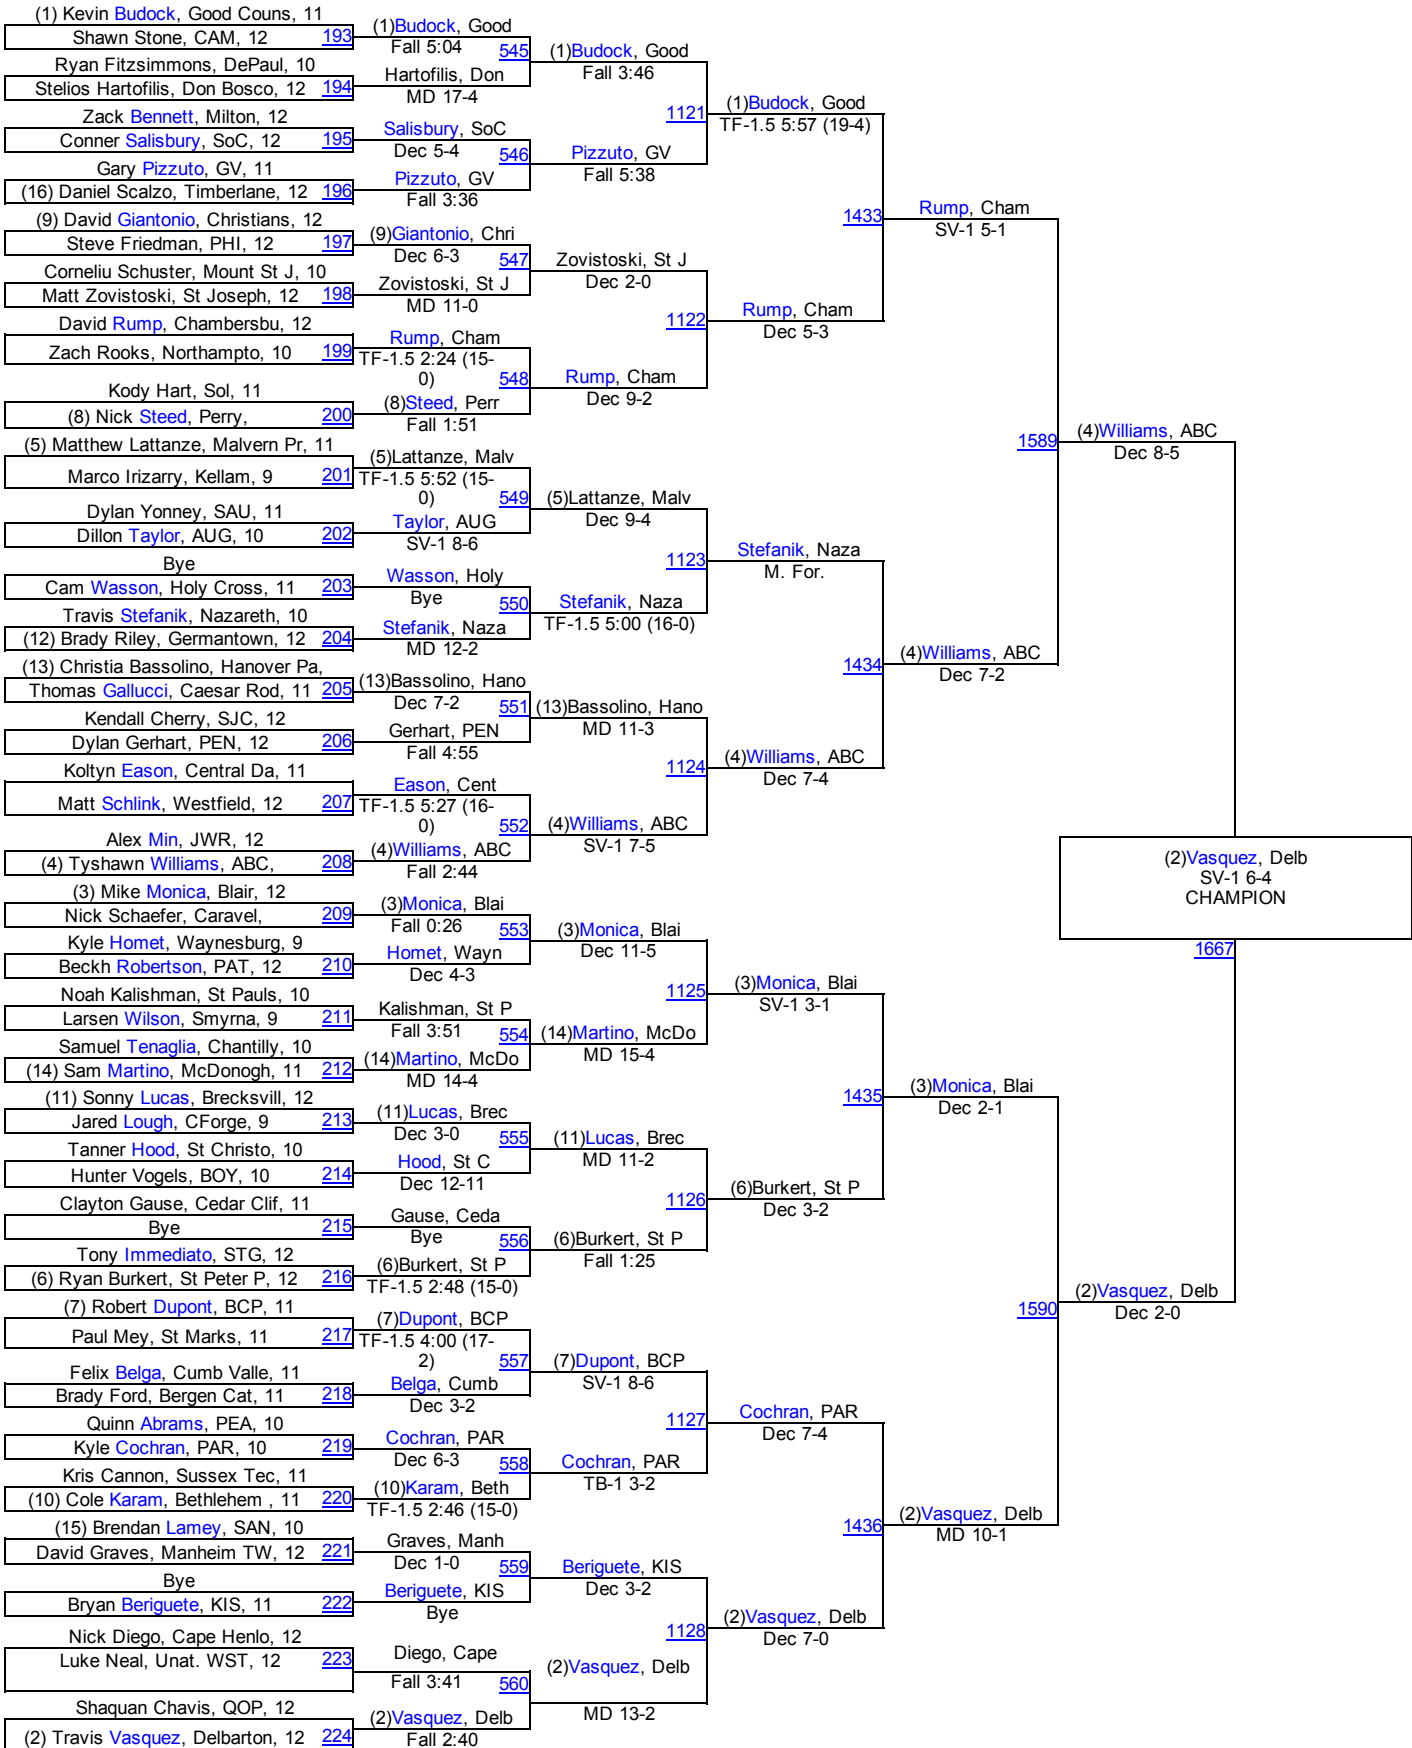 (1) Kevin Budock, Good Couns, 11
Shawn Stone, CAM, 12 193
Ryan Fitzsimmons, DePaul, 10
Stelios Hartofilis, Don Bosco, 12 194
Zack Bennett, Milton, 12
Conner Salisbury, SoC, 12 195
Gary Pizzuto, GV, 11
(16) Daniel Scalzo, Timberlane, 12 196
(9) David Giantonio, Christians, 12
Steve Friedman, PHI, 12 197
Corneliu Schuster, Mount St J, 10
Matt Zovistoski, St Joseph, 12 198
David Rump, Chambersbu, 12
Zach Rooks, Northampto, 10 199
Kody Hart, Sol, 11
(8) Nick Steed, Perry, 200
(5) Matthew Lattanze, Malvern Pr, 11
Marco Irizarry, Kellam, 9 201
Dylan Yonney, SAU, 11
Dillon Taylor, AUG, 10 202
Bye
Cam Wasson, Holy Cross, 11 203
Travis Stefanik, Nazareth, 10
(12) Brady Riley, Germantown, 12 204
(13) Christia Bassolino, Hanover Pa,
Thomas Gallucci, Caesar Rod, 11 205
Kendall Cherry, SJC, 12
Dylan Gerhart, PEN, 12 206
Koltyn Eason, Central Da, 11
Matt Schlink, Westfield, 12 207
Alex Min, JWR, 12
(4) Tyshawn Williams, ABC, 208
(3) Mike Monica, Blair, 12
Nick Schaefer, Caravel, 209
Kyle Homet, Waynesburg, 9
Beckh Robertson, PAT, 12 210
Noah Kalishman, St Pauls, 10
Larsen Wilson, Smyrna, 9 211
Samuel Tenaglia, Chantilly, 10
(14) Sam Martino, McDonogh, 11 212
(11) Sonny Lucas, Brecksvill, 12
Jared Lough, CForge, 9 213
Tanner Hood, St Christo, 10
Hunter Vogels, BOY, 10 214
Clayton Gause, Cedar Clif, 11
Bye 215
Tony Immediato, STG, 12
(6) Ryan Burkert, St Peter P, 12 216
(7) Robert Dupont, BCP, 11
Paul Mey, St Marks, 11 217
Felix Belga, Cumb Valle, 11
Brady Ford, Bergen Cat, 11 218
Quinn Abrams, PEA, 10
Kyle Cochran, PAR, 10 219
Kris Cannon, Sussex Tec, 11
(10) Cole Karam, Bethlehem , 11 220
(15) Brendan Lamey, SAN, 10
David Graves, Manheim TW, 12 221
Bye
Bryan Beriguete, KIS, 11 222
Nick Diego, Cape Henlo, 12
Luke Neal, Unat. WST, 12 223
Shaquan Chavis, QOP, 12
(2) Travis Vasquez, Delbarton, 12 224
(1)Budock, Good
Fall 5:04
545
Hartofilis, Don
MD 17-4
Salisbury, SoC
Dec 5-4
546
Pizzuto, GV
Fall 3:36
(9)Giantonio, Chri
Dec 6-3
547
Zovistoski, St J
MD 11-0
Rump, Cham
TF-1.5 2:24 (15-
0)
548
(8)Steed, Perr
Fall 1:51
(5)Lattanze, Malv
TF-1.5 5:52 (15-
0)
549
Taylor, AUG
SV-1 8-6
Wasson, Holy
Bye
550
Stefanik, Naza
MD 12-2
(13)Bassolino, Hano
Dec 7-2
551
Gerhart, PEN
Fall 4:55
Eason, Cent
TF-1.5 5:27 (16-
0)
552
(4)Williams, ABC
Fall 2:44
(3)Monica, Blai
Fall 0:26
553
Homet, Wayn
Dec 4-3
Kalishman, St P
Fall 3:51
554
(14)Martino, McDo
MD 14-4
(11)Lucas, Brec
Dec 3-0
555
Hood, St C
Dec 12-11
Gause, Ceda
Bye
556
(6)Burkert, St P
TF-1.5 2:48 (15-0)
(7)Dupont, BCP
TF-1.5 4:00 (17-
2)
557
Belga, Cumb
Dec 3-2
Cochran, PAR
Dec 6-3
558
(10)Karam, Beth
TF-1.5 2:46 (15-0)
Graves, Manh
Dec 1-0
559
Beriguete, KIS
Bye
Diego, Cape
Fall 3:41
560
(2)Vasquez, Delb
Fall 2:40
(1)Budock, Good
Fall 3:46
1121
Pizzuto, GV
Fall 5:38
Zovistoski, St J
Dec 2-0
1122
Rump, Cham
Dec 9-2
(5)Lattanze, Malv
Dec 9-4
1123
Stefanik, Naza
TF-1.5 5:00 (16-0)
(13)Bassolino, Hano
MD 11-3
1124
(4)Williams, ABC
SV-1 7-5
(3)Monica, Blai
Dec 11-5
1125
(14)Martino, McDo
MD 15-4
(11)Lucas, Brec
MD 11-2
1126
(6)Burkert, St P
Fall 1:25
(7)Dupont, BCP
SV-1 8-6
1127
Cochran, PAR
TB-1 3-2
Beriguete, KIS
Dec 3-2
1128
(2)Vasquez, Delb
MD 13-2
(1)Budock, Good
TF-1.5 5:57 (19-4)
1433
Rump, Cham
Dec 5-3
Stefanik, Naza
M. For.
1434
(4)Williams, ABC
Dec 7-4
(3)Monica, Blai
SV-1 3-1
1435
(6)Burkert, St P
Dec 3-2
Cochran, PAR
Dec 7-4
1436
(2)Vasquez, Delb
Dec 7-0
Rump, Cham
SV-1 5-1
1589
(4)Williams, ABC
Dec 7-2
(3)Monica, Blai
Dec 2-1
1590
(2)Vasquez, Delb
MD 10-1
(4)Williams, ABC
Dec 8-5
(2)Vasquez, Delb
SV-1 6-4
CHAMPION
1667
(2)Vasquez, Delb
Dec 2-0